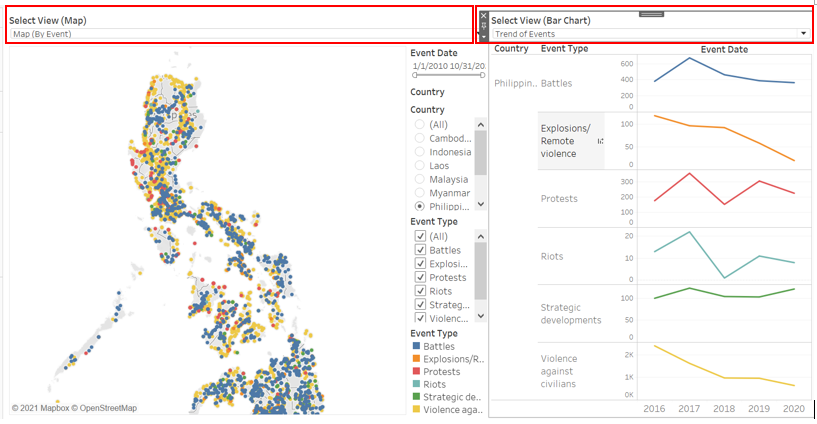 Select View (Map)
Map (By Event)
Select View (Bar Chart)
Trend of Events
Event Date
1/1/2010 10/31/20..
Country
Country
(All)
Cambod...
Indonesia
Laos
Malaysia
Myanmar
Philippi...
Event Type
(All)
Battles
Explosi...
Protests
Riots
Strateg...
Violenc...
Event Type
Battles
Explosions/R...
Protests
Riots
Strategic de...
Violence aga..
© 2021 Mapbox © OpenStreetMap
Country Event Type Event Date
Philippin.. Battles
600
400
200
0
Explosions/
Remote
violence
100
50
0
Protests
300
200
100
0
Riots
20
10
0
Strategic
developments
100
50
0
Violence
against
civilians
2K
1K
0K
2016 2017 2018 2019 2020